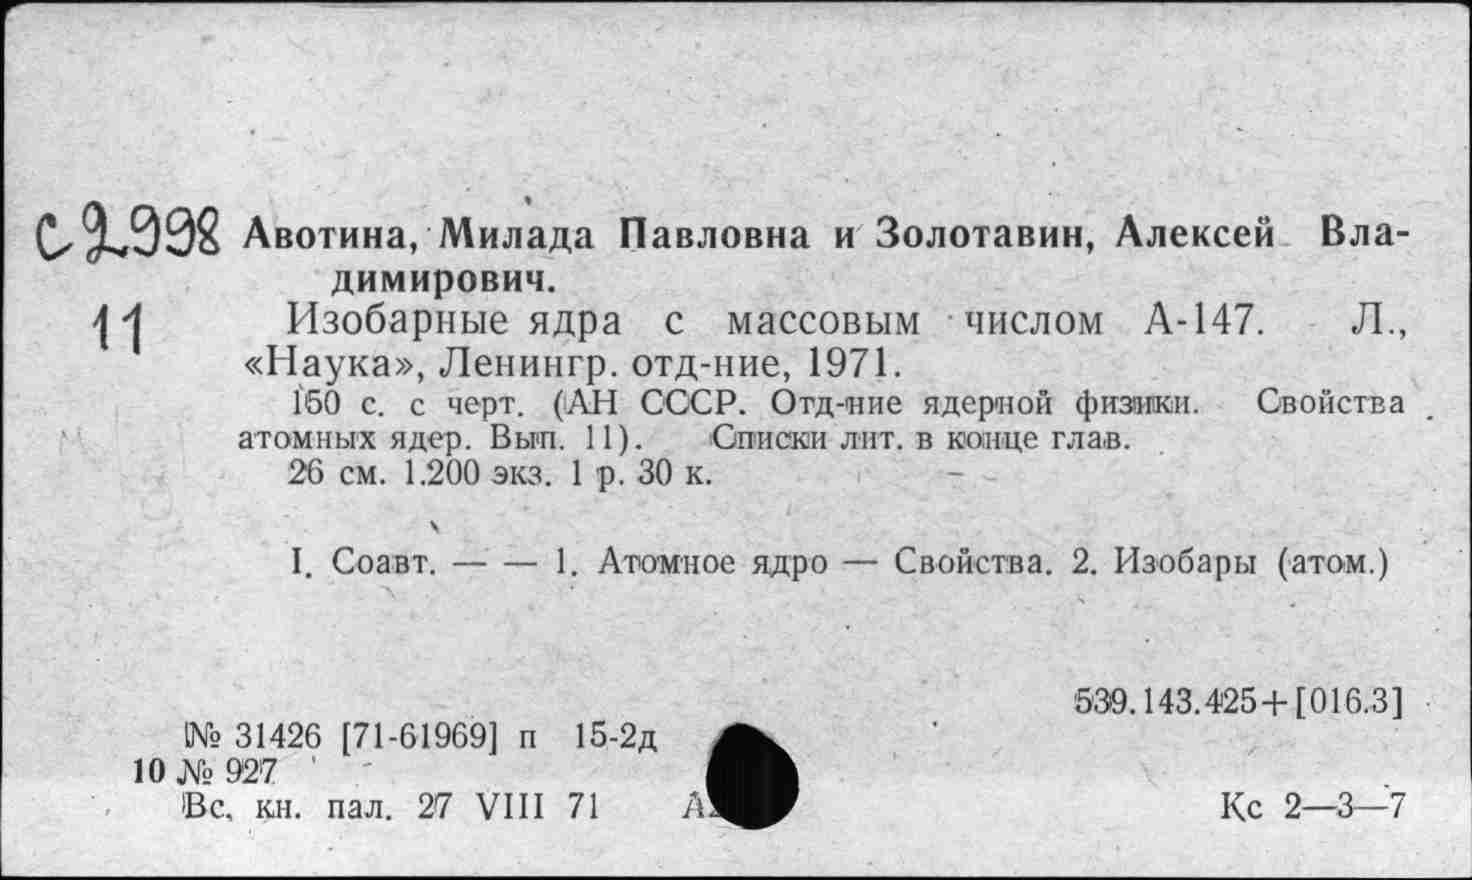 Авотина, Милада Павловна и Золотавин, Алексей Вла-
димирович.
11
Изобарные ядра с массовым числом А-147. Л.,
«Наука», Ленингр. отд-ние, 1971.
150 с. с черт. (АН СССР. Отд-ние ядерной физики. Свойства
атомных ядер. Вып. 11). Списки лит. в конце глав.
26 см. 1.200 экз. 1 р. 30 к.
I. Соавт. — — 1. Атомное ядро — Свойства. 2. Изобары (атом.)
539.143.425+[016.3]
№ 31426 [71-61969] п 15-2д
10 № 927
Вс. кн. пал. 27 VIII 71
Кс 2—3—7